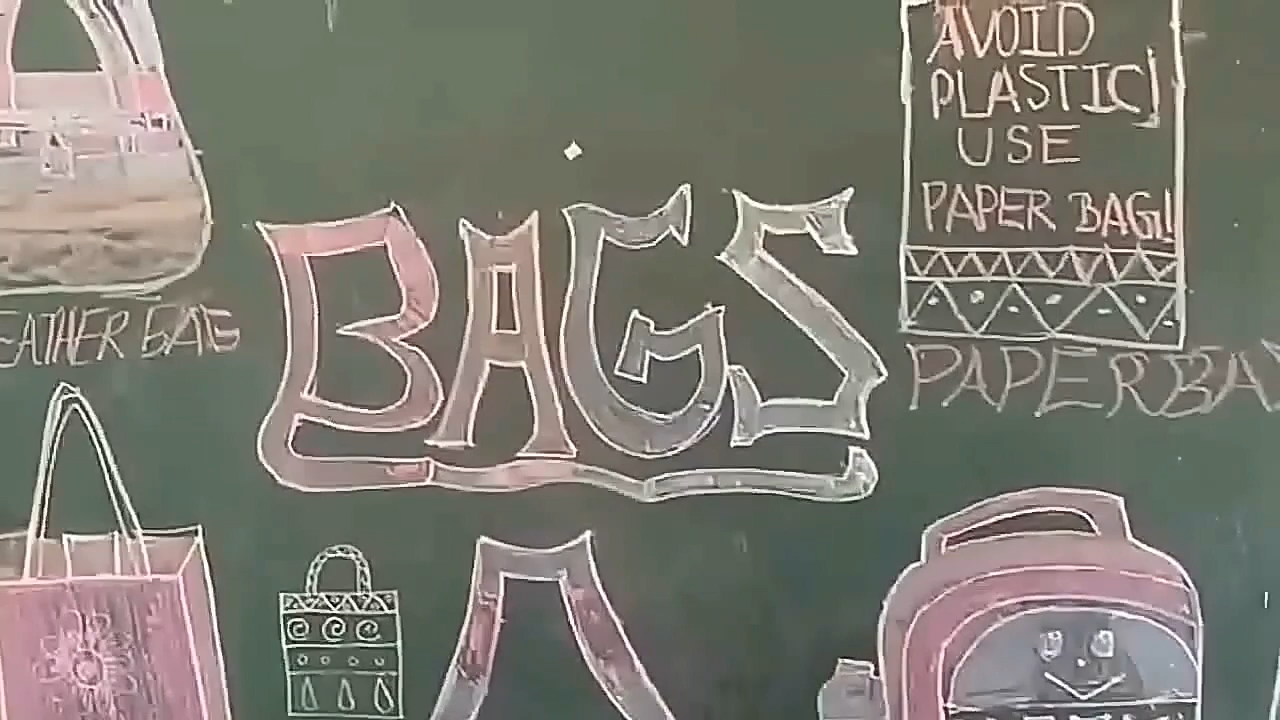 AVOID
PLASTIC]
USE
PAPER BAG!!
BAGS
EATHER BAG
PAPERBA